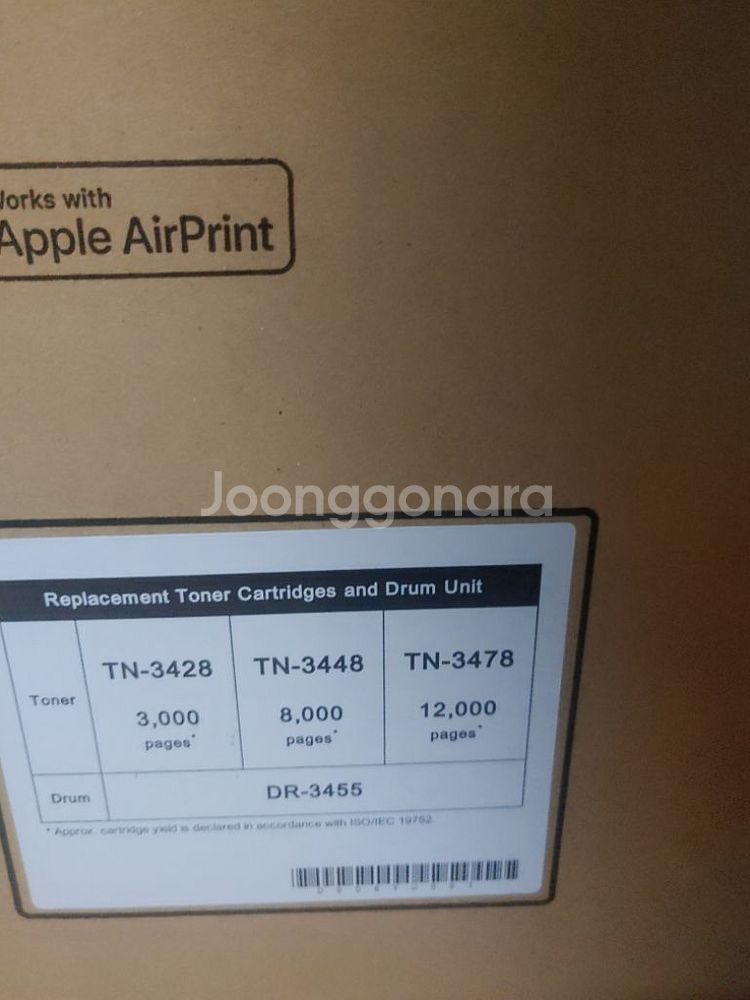 Works with
Apple AirPrint
Joonggonara
Replacement Toner Cartridges and Drum Unit
Toner
TN-3428
3,000
pages*
TN-3448
8,000
pages*
TN-3478
12,000
pages*
Drum
DR-3455
* Approx. cartridge yield is declared in accordance with ISO/IEC 19752.